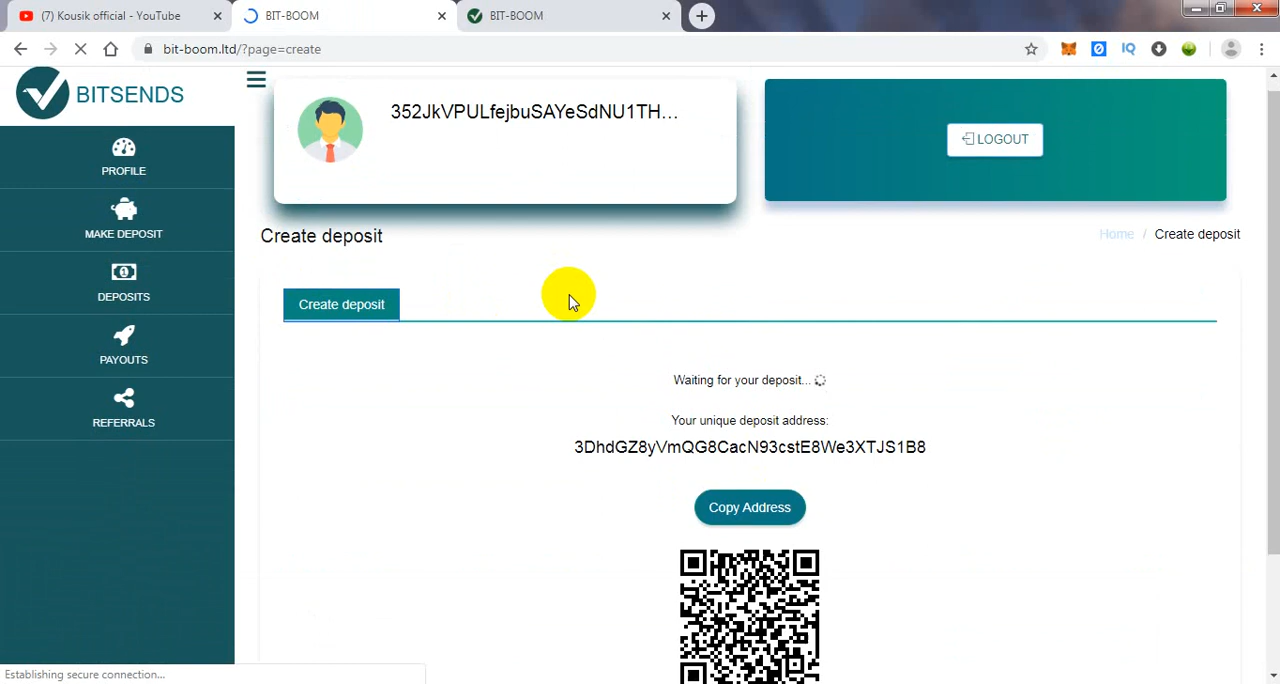 (7) Kousik official - YouTube
BIT-BOOM
BIT-BOOM
bit-boom.ltd/?page=create
IQ
BITSENDS
352JkVPULfejbuSAYeSdNU1TH...
LOGOUT
PROFILE
MAKE DEPOSIT
DEPOSITS
PAYOUTS
REFERRALS
Create deposit
Home / Create deposit
Create deposit
Waiting for your deposit...
Your unique deposit address:
3DhdGZ8yVmQG8CacN93cstE8We3XTJS1B8
Copy Address
Establishing secure connection...